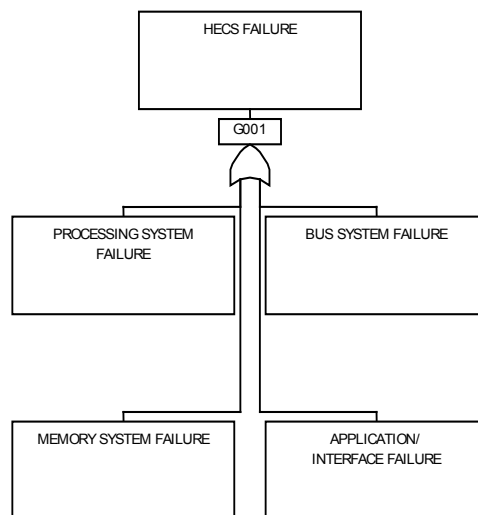 HECS FAILURE
G001
PROCESSING SYSTEM
FAILURE
BUS SYSTEM FAILURE
MEMORY SYSTEM FAILURE
APPLICATION/
INTERFACE FAILURE